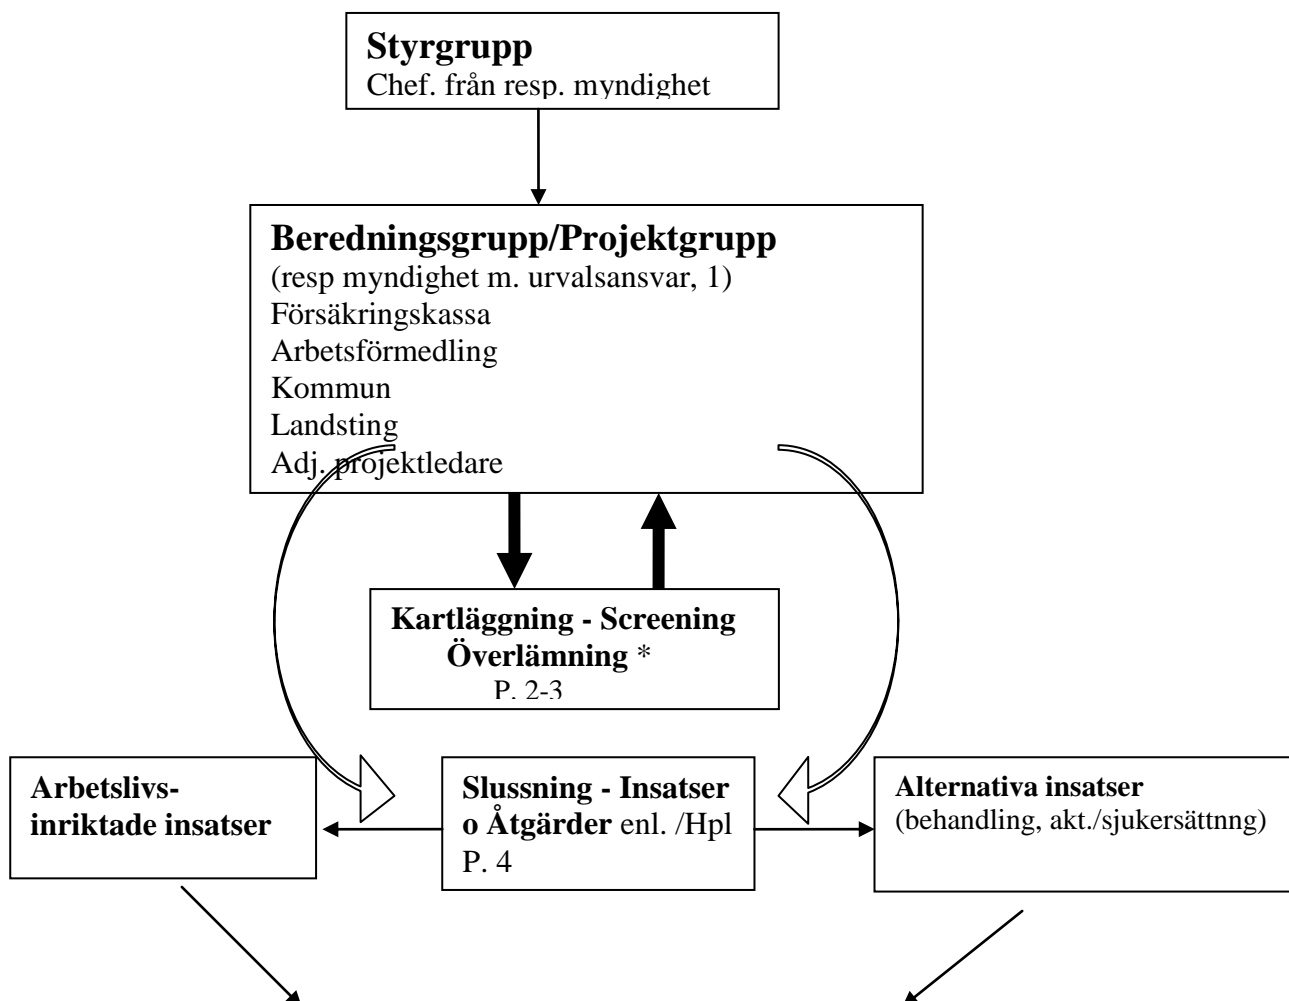 Styrgrupp
Chef. från resp. myndighet
Beredningsgrupp/Projektgrupp
(resp myndighet m. urvalsansvar, 1)
Försäkringskassa
Arbetsförmedling
Kommun
Landsting
Adj. projektledare
Kartläggning - Screening
Överlämning *
P. 2-3
Arbetslivs-
inriktade insatser
Slussning - Insatser
o Åtgärder enl. /Hpl
P. 4
Alternativa insatser
(behandling, akt./sjukersättnng)